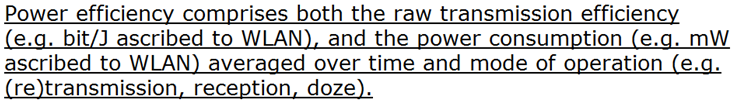 Power efficiency comprises both the raw transmission efficiency
(e.g. bit/J ascribed to WLAN), and the power consumption (e.g. mW
ascribed to WLAN) averaged over time and mode of operation (e.g.
(re)transmission, reception, doze).